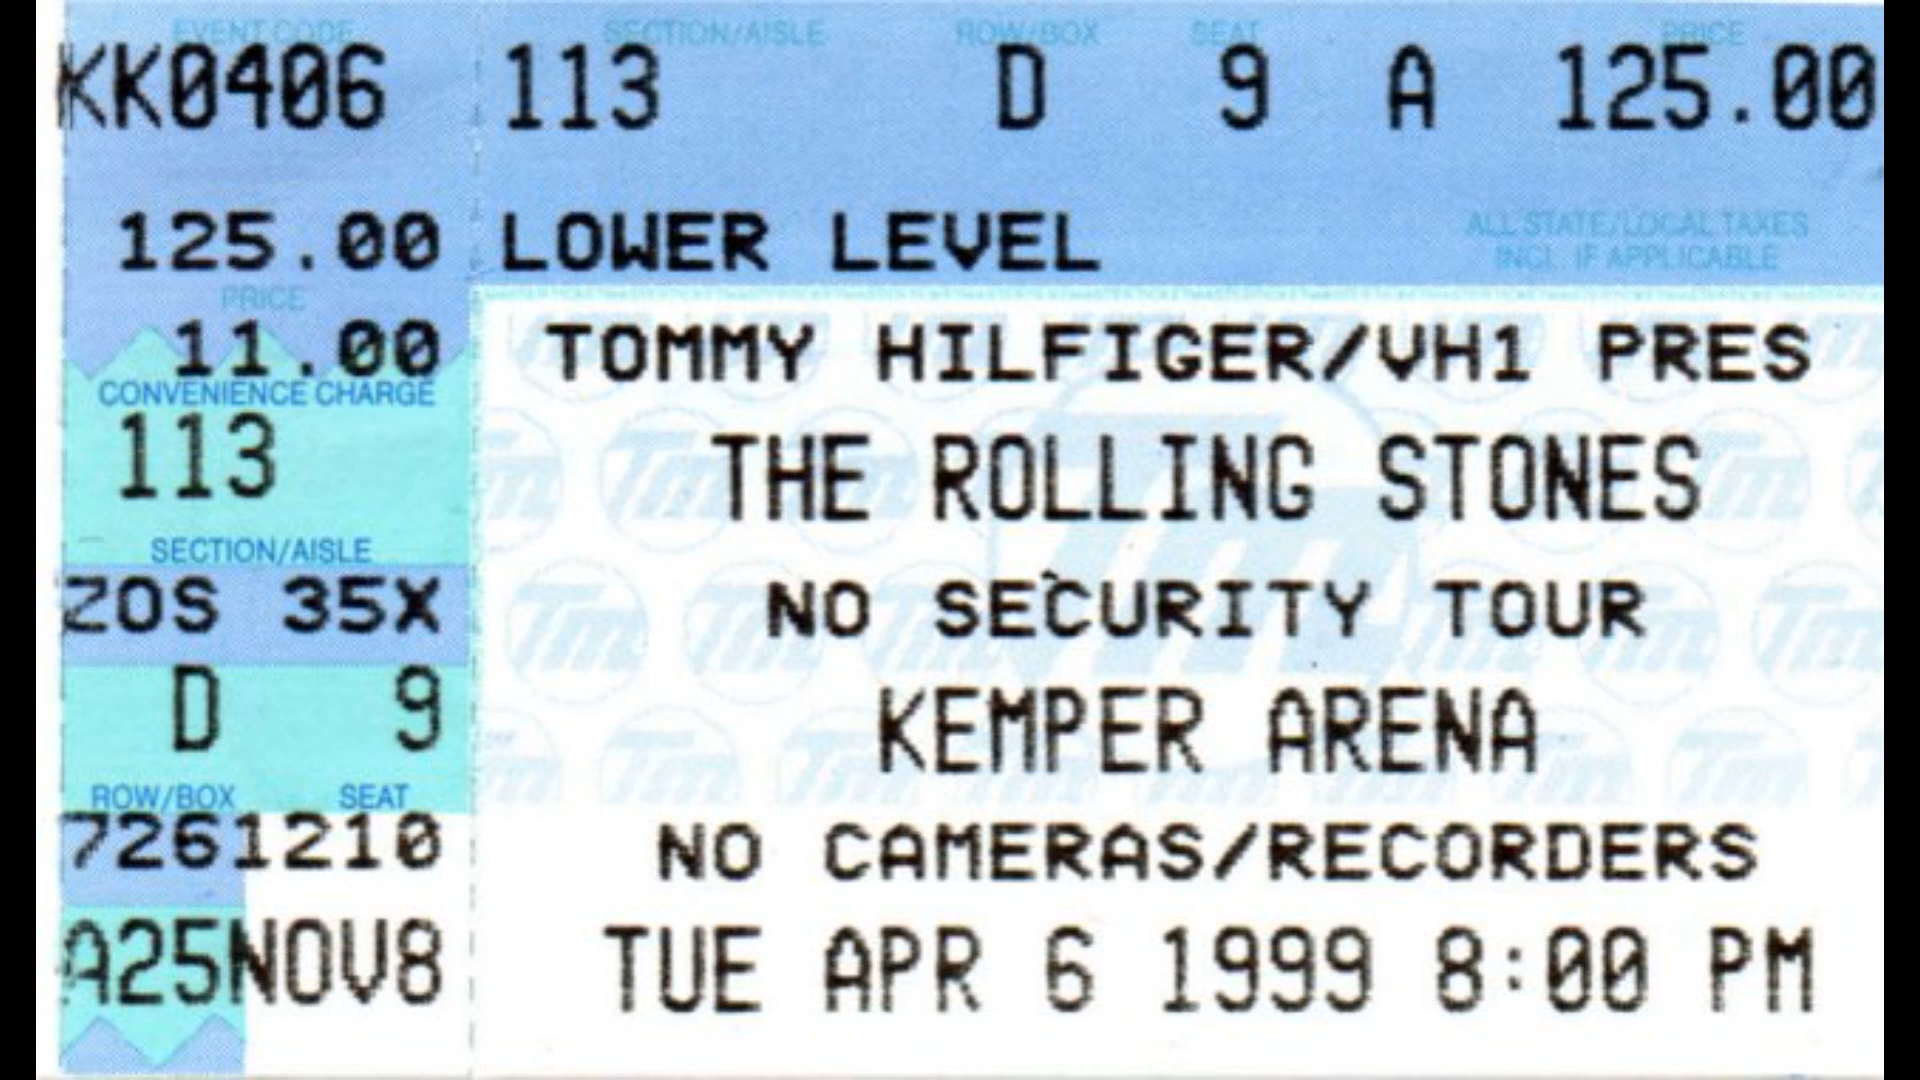 EVENT CODE SECTION/AISLE ROW/BOX SEAT PRICE
KK0406 113 D 9 A 125.00
125.00 LOWER LEVEL
ALL STATE/LOCAL TAXES
INCL. IF APPLICABLE
PRICE
11.00
CONVENIENCE CHARGE
113
SECTION/AISLE
ZOS 35X
D 9
ROW/BOX SEAT
7261210
A25NOV8
TOMMY HILFIGER/VH1 PRES
THE ROLLING STONES
NO SECURITY TOUR
KEMPER ARENA
NO CAMERAS/RECORDERS
TUE APR 6 1999 8:00 PM